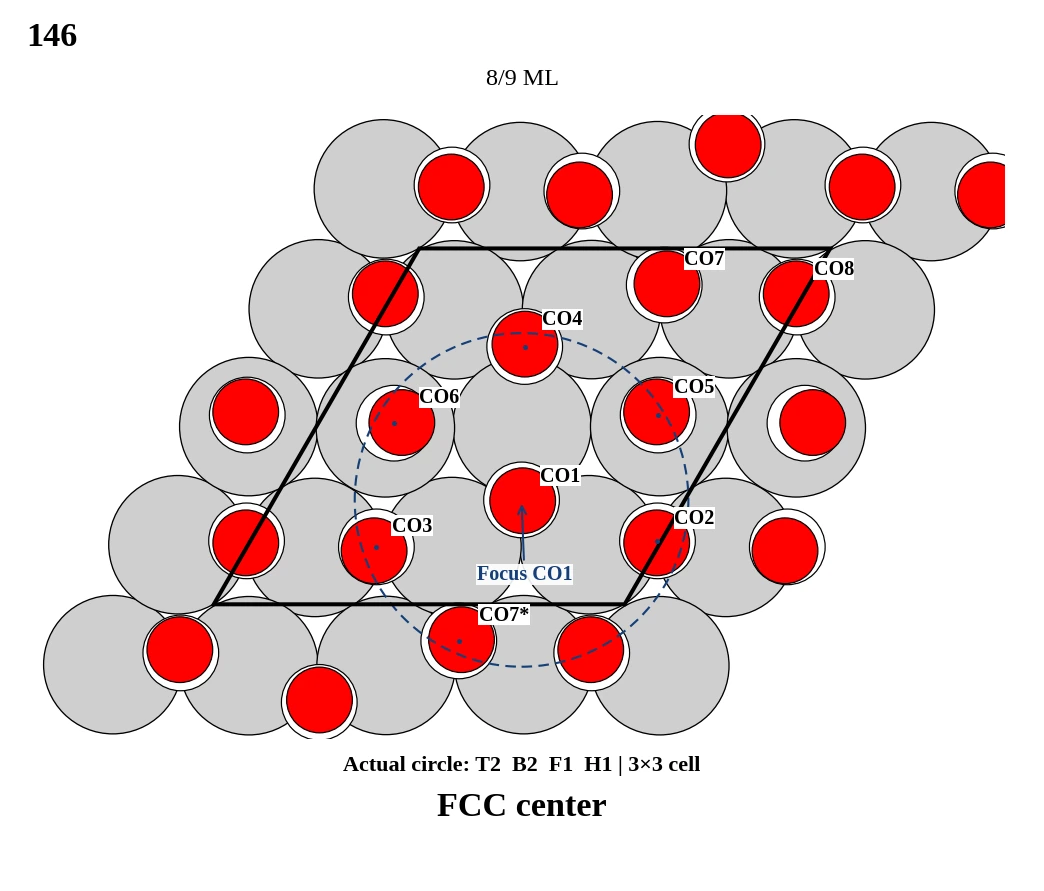 146
8/9 ML
CO7
CO8
CO4
CO5
CO6
CO1
CO2
CO3
Focus CO1
CO7*
Actual circle: T2 B2 F1 H1 | 3×3 cell
FCC center